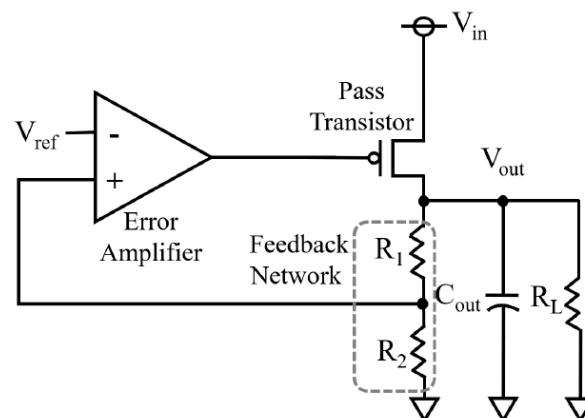 V_in
Pass
Transistor
V_ref
-
+
Error
Amplifier
V_out
Feedback
Network
R_1
C_out
R_L
R_2